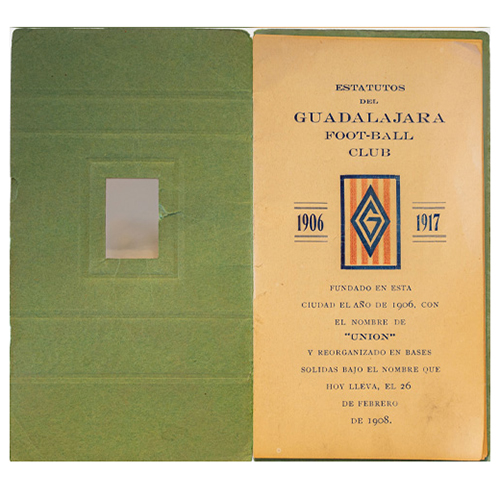 ESTATUTOS
DEL
GUADALAJARA
FOOT-BALL
CLUB
1906 G 1917
FUNDADO EN ESTA
CIUDAD EL AÑO DE 1906, CON
EL NOMBRE DE
"UNION"
Y REORGANIZADO EN BASES
SOLIDAS BAJO EL NOMBRE QUE
HOY LLEVA, EL 26
DE FEBRERO
DE 1908.